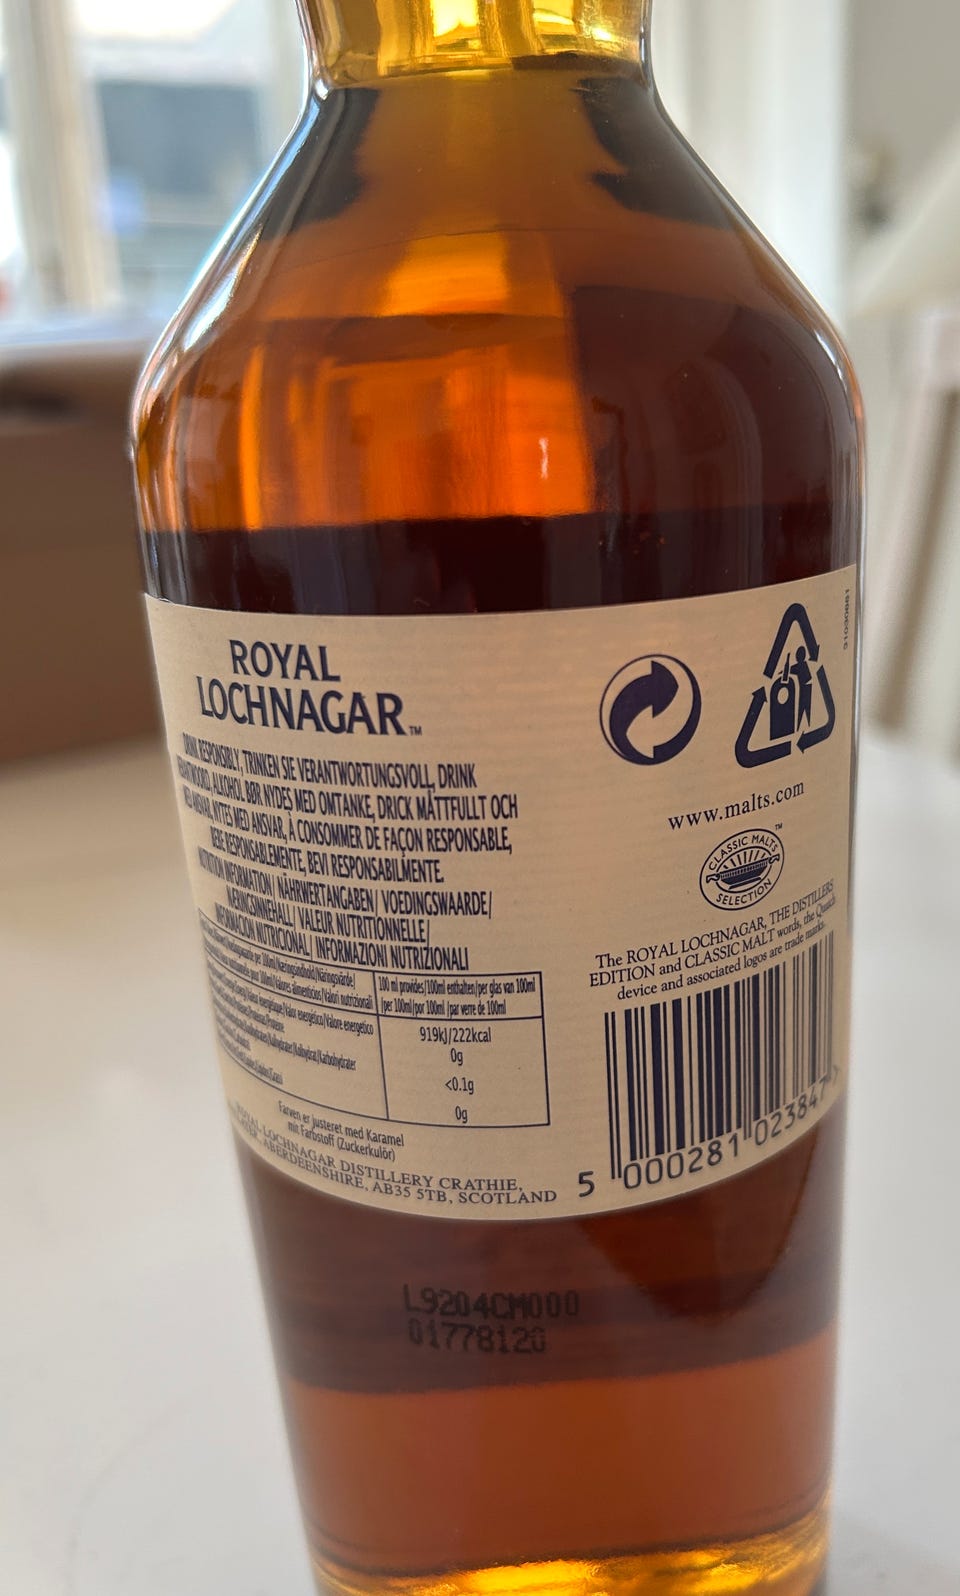 ROYAL
LOCHNAGAR™
DRINK RESPONSIBLY, TRINKEN SIE VERANTWORTUNGSVOLL, DRINK
VERANTWOORD, ALKOHOL BØR NYDES MED OMTANKE, DRICK MÅTTFULLT OCH
MED ANSVAR, NYTES MED ANSVAR, À CONSOMMER DE FAÇON RESPONSABLE,
BEBE RESPONSABLEMENTE, BEVI RESPONSABILMENTE.
NUTRITION INFORMATION/ NÄHRWERTANGABEN/ VOEDINGSWAARDE/
NÆRINGSINNEHALL/ VALEUR NUTRITIONNELLE/
INFORMACIÓN NUTRICIONAL/ INFORMAZIONI NUTRIZIONALI
100 ml provides/100ml enthalten/per glas van 100ml
/per 100ml/por 100ml /par verre de 100ml
919kJ/222kcal
0g
<0.1g
0g
Farven er justeret med Karamel
mit Farbstoff (Zuckerkulör)
ROYAL LOCHNAGAR DISTILLERY CRATHIE,
ABERDEENSHIRE, AB35 5TB, SCOTLAND
91030881
www.malts.com
CLASSIC MALTS™
SELECTION
The ROYAL LOCHNAGAR, THE DISTILLERS
EDITION and CLASSIC MALT words, the Quaich
device and associated logos are trade marks.
5 000281 023847 >
L9204CM000
01778120